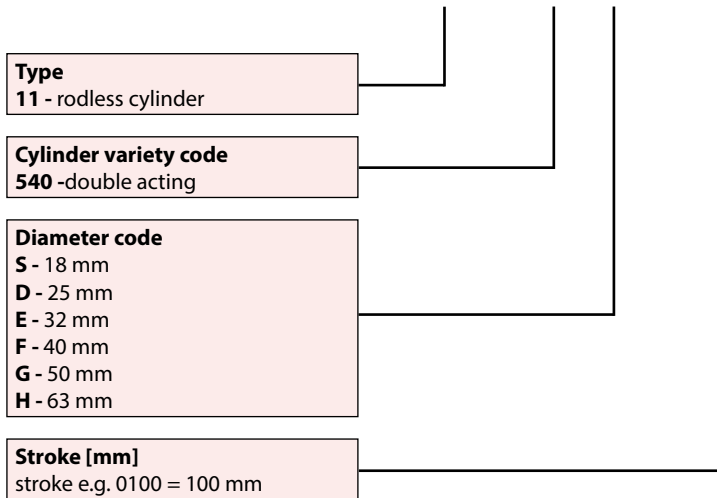 Type
11 - rodless cylinder
Cylinder variety code
540 -double acting
Diameter code
S - 18 mm
D - 25 mm
E - 32 mm
F - 40 mm
G - 50 mm
H - 63 mm
Stroke [mm]
stroke e.g. 0100 = 100 mm